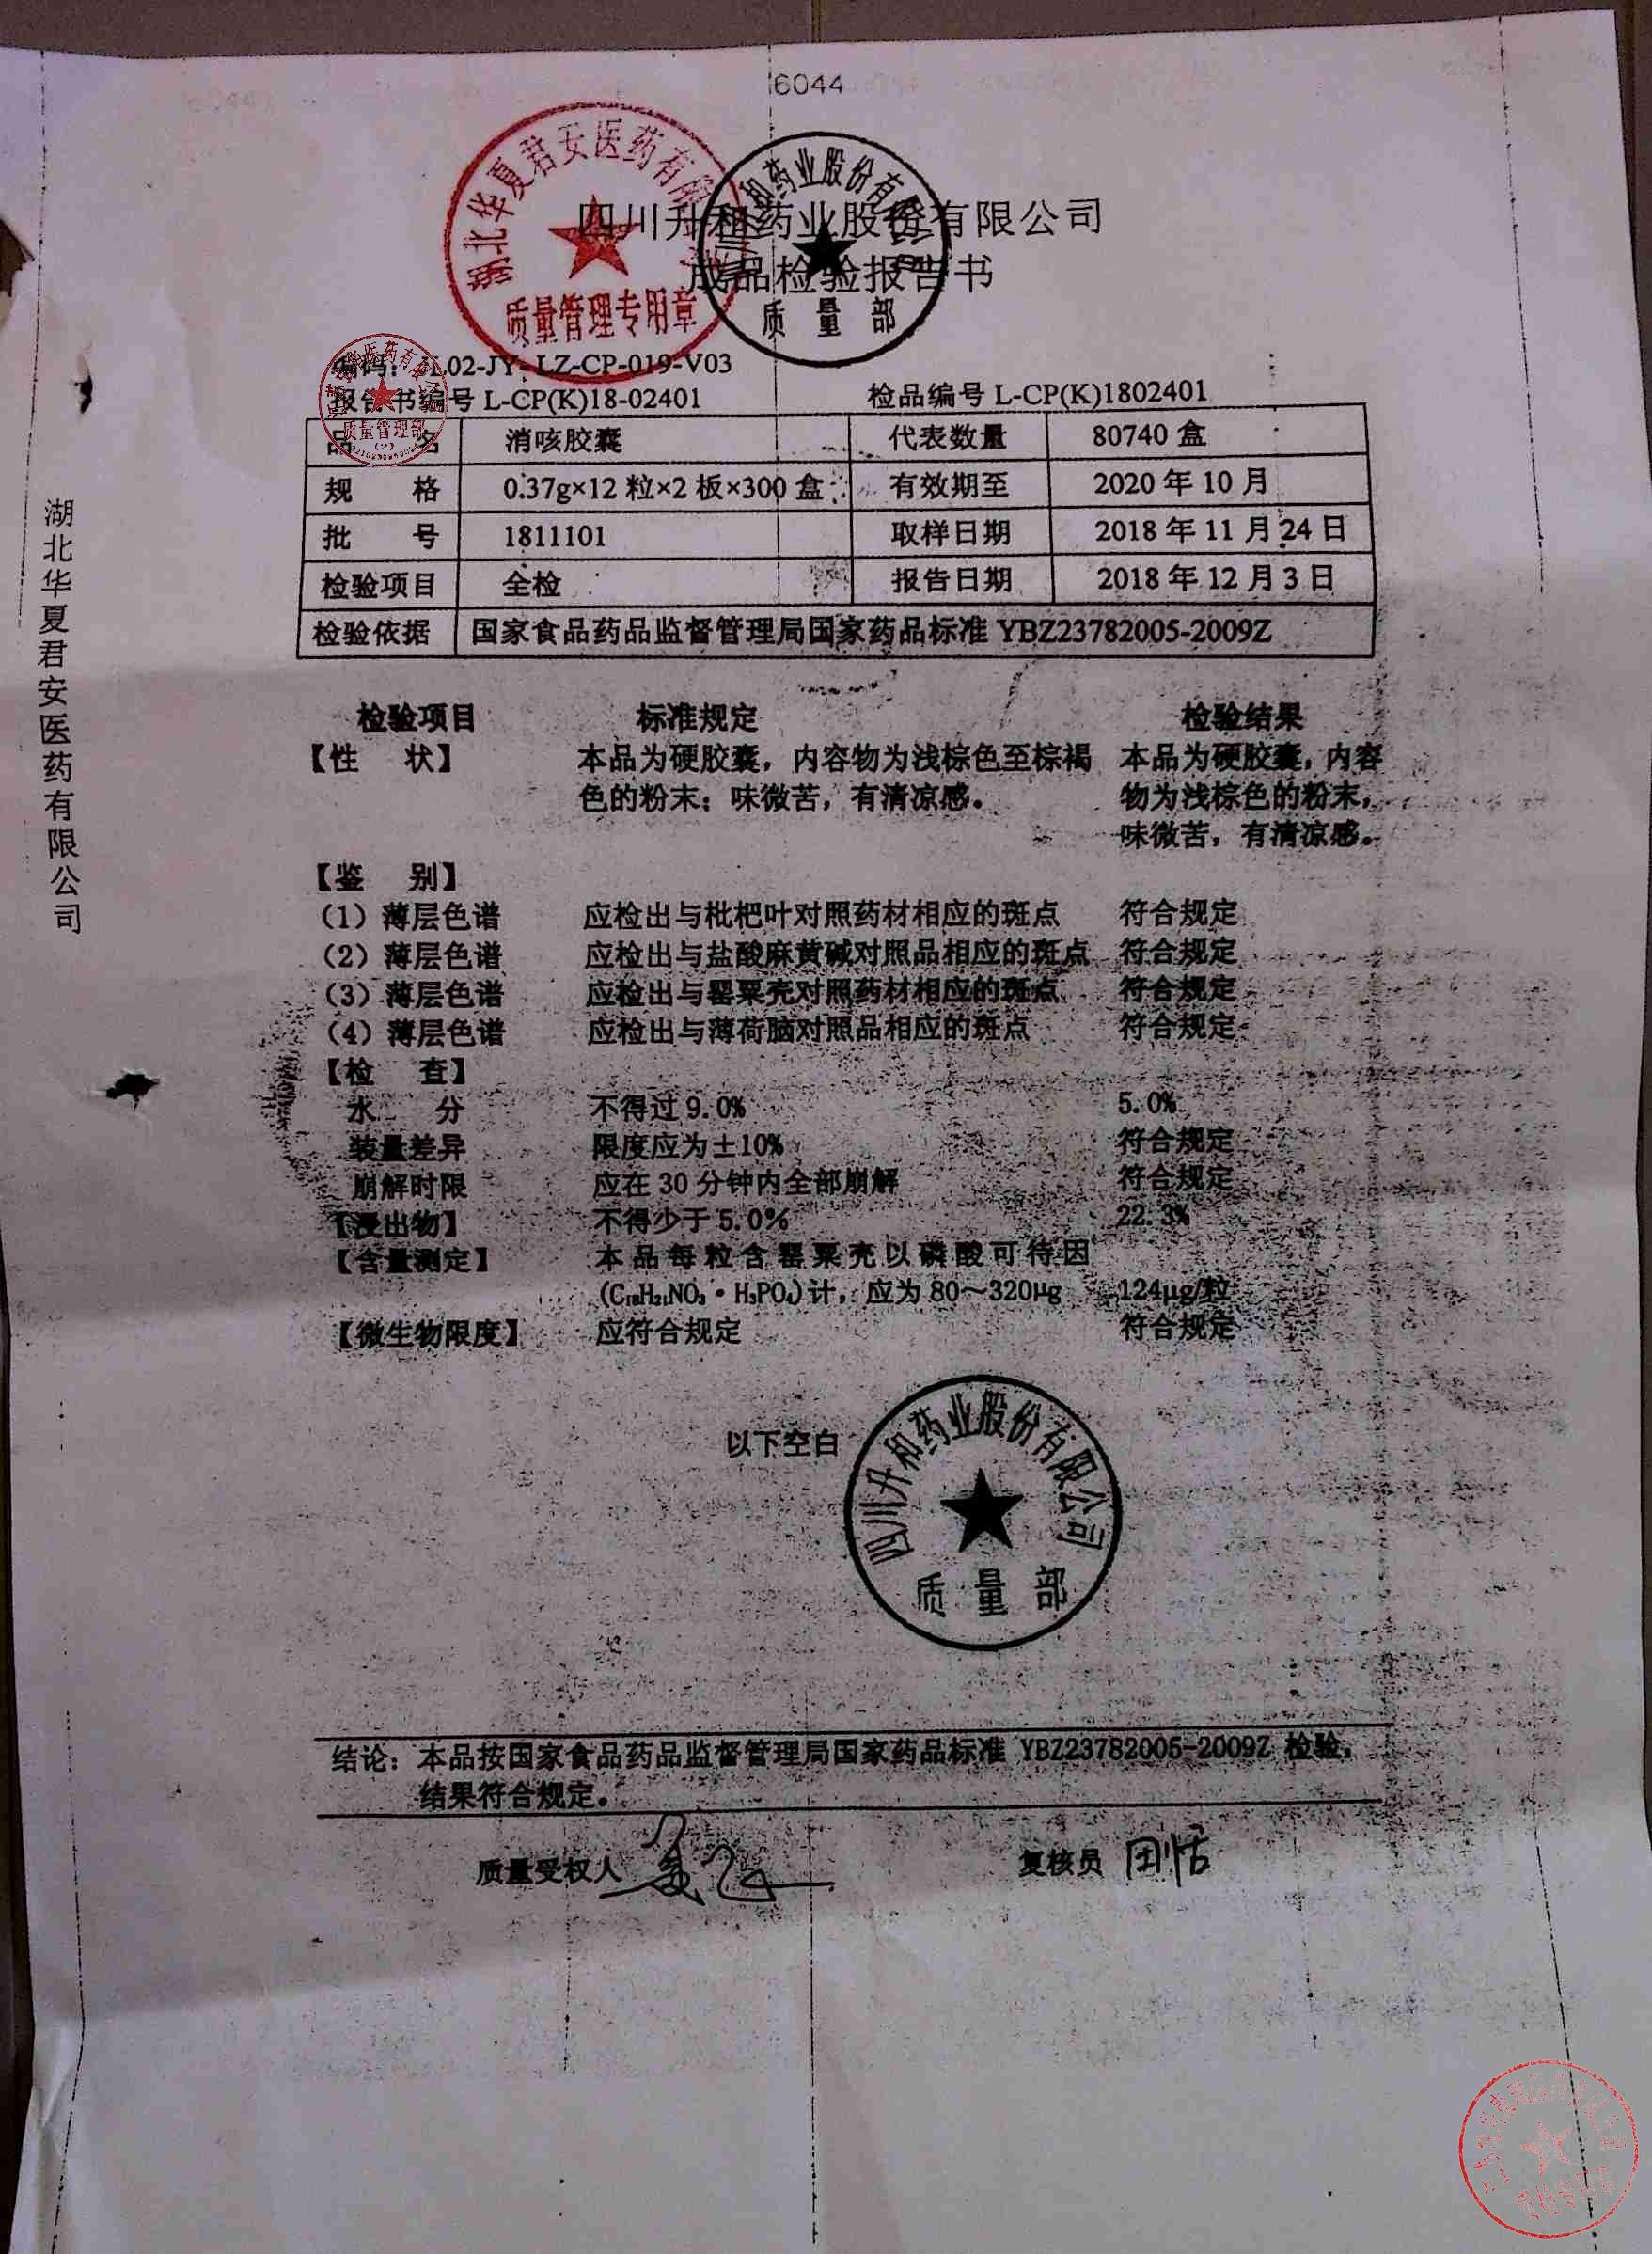 6044
湖北华夏君安医药有限
质量管理专用章
四川升和药业股份有限公司
成品检验报告书
和药业股份有
质量部
编码: JL02-JY-LZ-CP-019-V03
报告书编号 L-CP(K)18-02401 检品编号 L-CP(K)1802401
医药有
质量管理部
(2)
品 名 消咳胶囊 代表数量 80740 盒
规 格 0.37g×12 粒×2 板×300 盒 有效期至 2020 年 10 月
批 号 1811101 取样日期 2018 年 11 月 24 日
检验项目 全检 报告日期 2018 年 12 月 3 日
检验依据 国家食品药品监督管理局国家药品标准 YBZ23782005-2009Z
湖北华夏君安医药有限公司
检验项目 标准规定 检验结果
【性 状】 本品为硬胶囊，内容物为浅棕色至棕褐 本品为硬胶囊，内容
色的粉末；味微苦，有清凉感。 物为浅棕色的粉末，
味微苦，有清凉感。
【鉴 别】
（1）薄层色谱 应检出与枇杷叶对照药材相应的斑点 符合规定
（2）薄层色谱 应检出与盐酸麻黄碱对照品相应的斑点 符合规定
（3）薄层色谱 应检出与罂粟壳对照药材相应的斑点 符合规定
（4）薄层色谱 应检出与薄荷脑对照品相应的斑点 符合规定
【检 查】
水 分 不得过 9.0% 5.0%
装量差异 限度应为±10% 符合规定
崩解时限 应在 30 分钟内全部崩解 符合规定
【浸出物】 不得少于 5.0% 22.3%
【含量测定】 本品每粒含罂粟壳以磷酸可待因
(C₁₈H₂₁NO₃·H₃PO₄)计，应为 80～320μg 124μg/粒
【微生物限度】 应符合规定 符合规定
以下空白
四川升和药业股份有限公司
质量部
结论：本品按国家食品药品监督管理局国家药品标准 YBZ23782005-2009Z 检验，
结果符合规定。
质量受权人 复核员